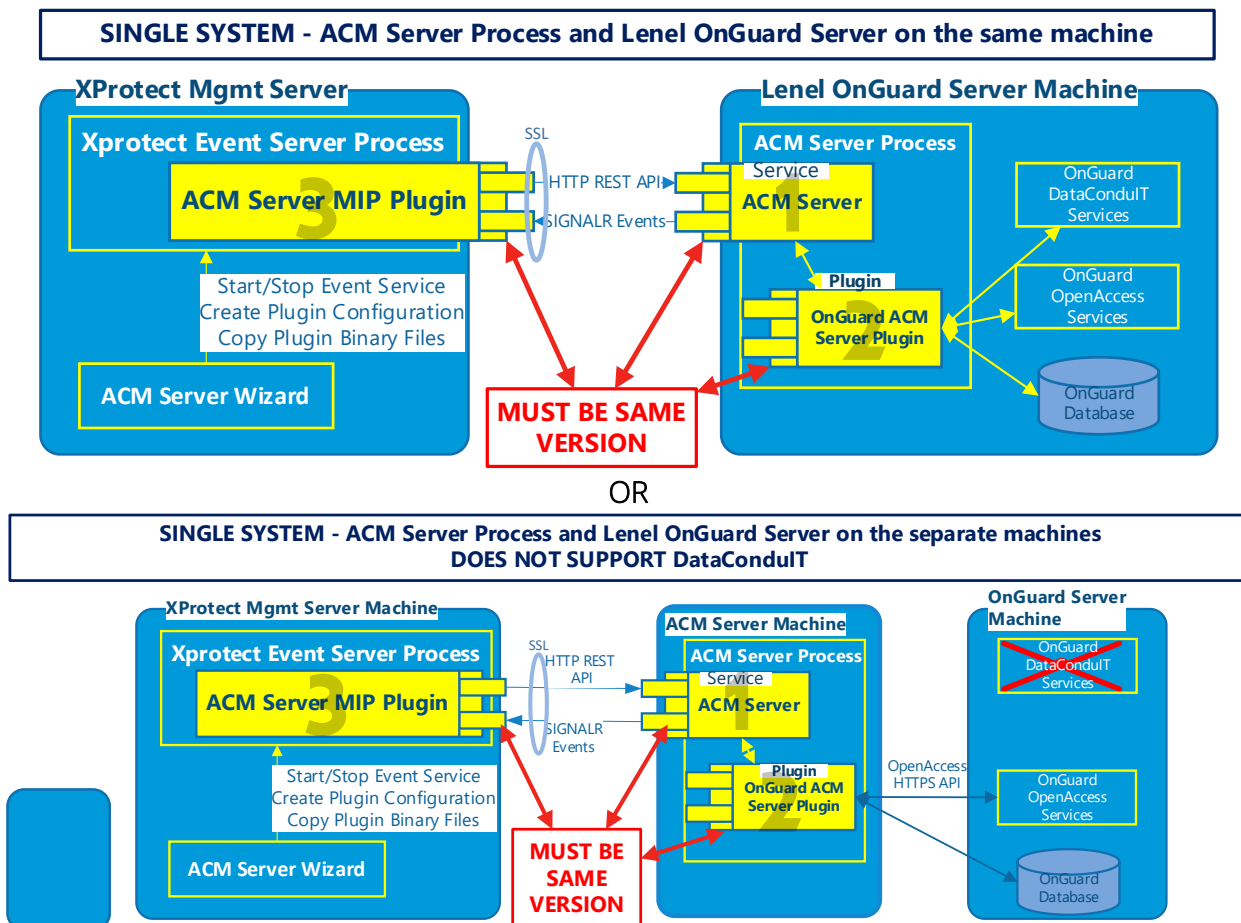 SINGLE SYSTEM - ACM Server Process and Lenel OnGuard Server on the same machine
XProtect Mgmt Server
Xprotect Event Server Process
3
ACM Server MIP Plugin
Start/Stop Event Service
Create Plugin Configuration
Copy Plugin Binary Files
ACM Server Wizard
SSL
HTTP REST API
SIGNALR Events
MUST BE SAME
VERSION
Lenel OnGuard Server Machine
ACM Server Process
Service
1
ACM Server
Plugin
2
OnGuard ACM
Server Plugin
OnGuard
DataConduIT
Services
OnGuard
OpenAccess
Services
OnGuard
Database
OR
SINGLE SYSTEM - ACM Server Process and Lenel OnGuard Server on the separate machines
DOES NOT SUPPORT DataConduIT
XProtect Mgmt Server Machine
Xprotect Event Server Process
3
ACM Server MIP Plugin
Start/Stop Event Service
Create Plugin Configuration
Copy Plugin Binary Files
ACM Server Wizard
SSL
HTTP REST
API
SIGNALR
Events
MUST BE
SAME
VERSION
ACM Server Machine
ACM Server Process
Service
1
ACM Server
Plugin
2
OnGuard ACM
Server Plugin
OpenAccess
HTTPS API
OnGuard Server
Machine
OnGuard
DataConduIT
Services
OnGuard
OpenAccess
Services
OnGuard
Database